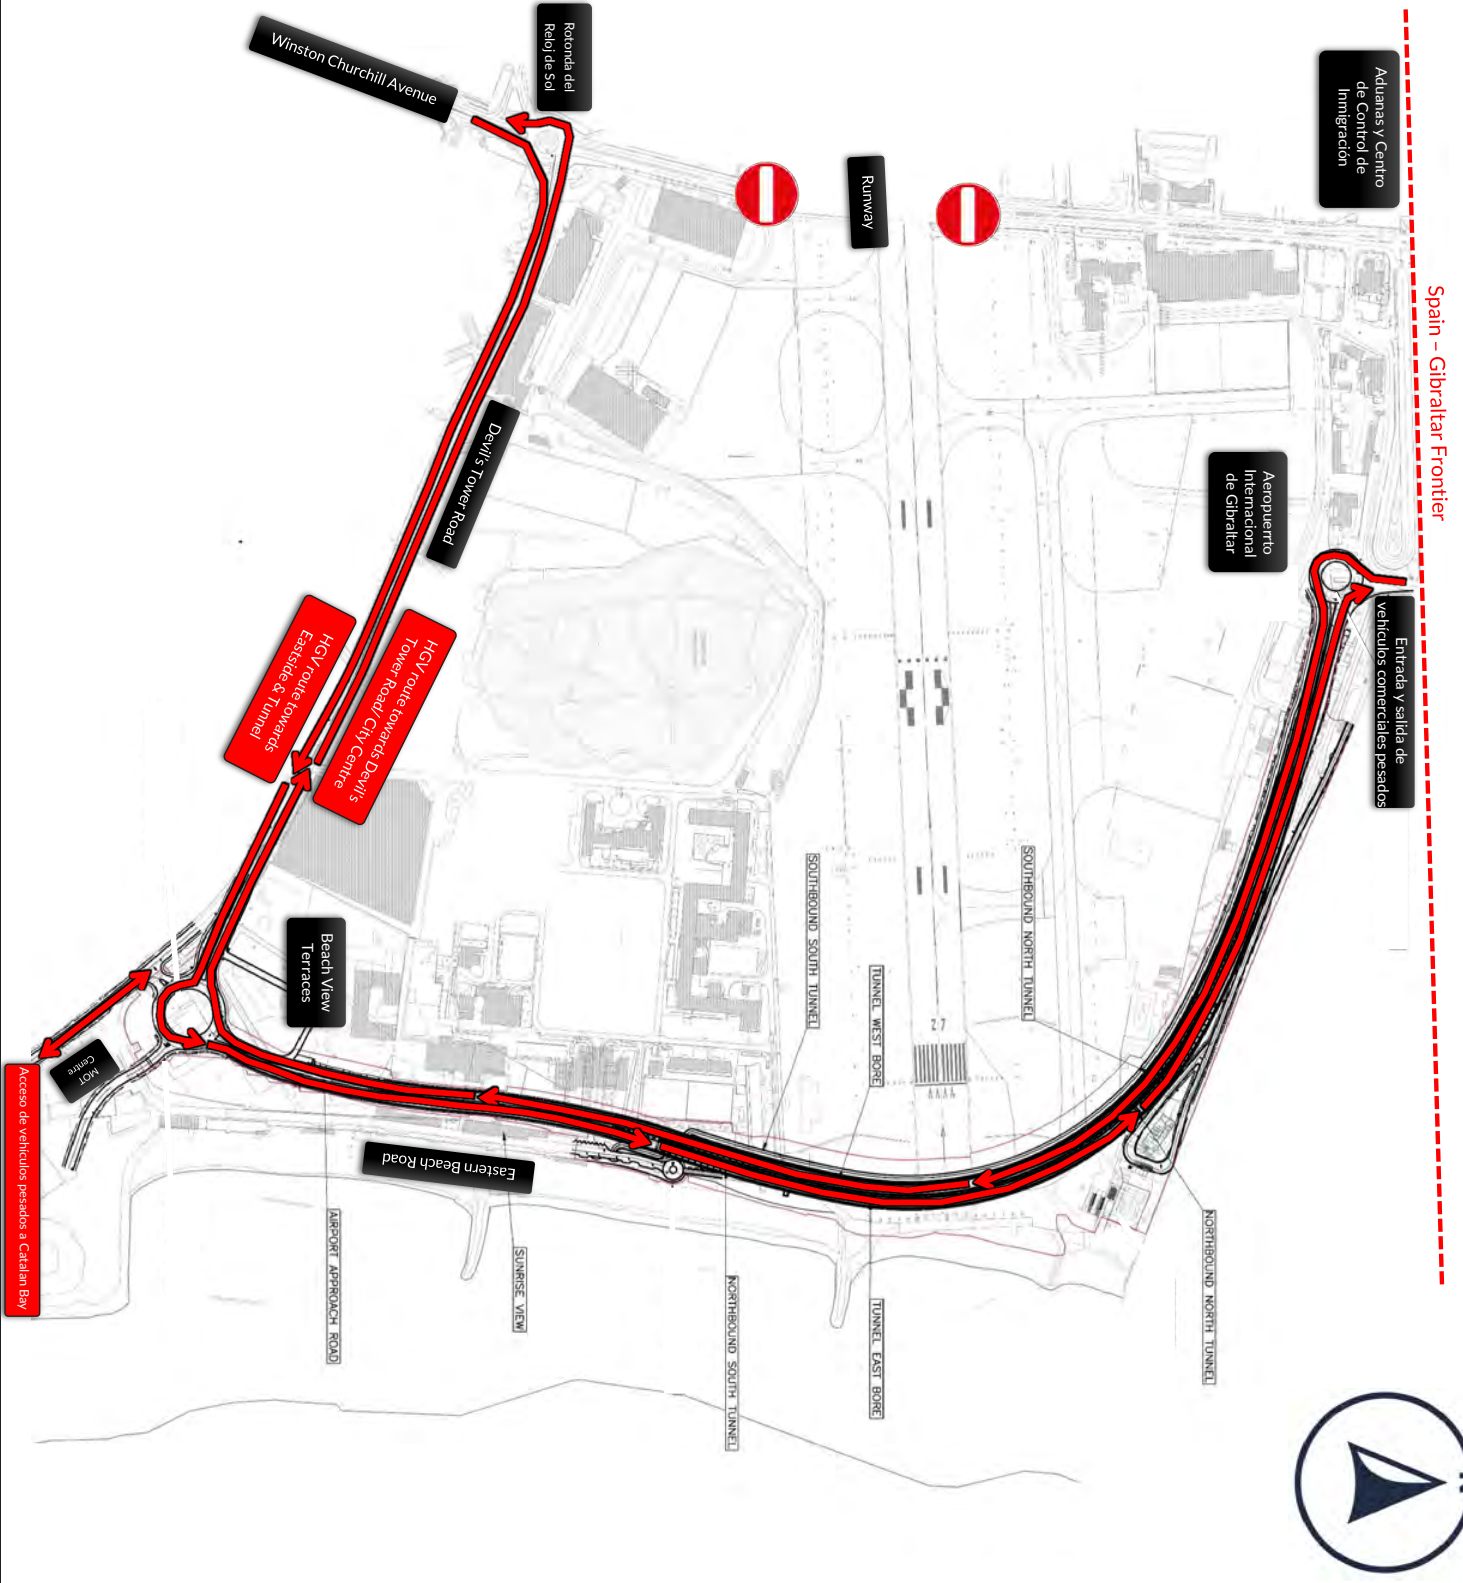 Winston Churchill Avenue
Rotonda del
Reloj de Sol
Runway
Aduanas y Centro
de Control de
Inmigración
Spain – Gibraltar Frontier
Devil's Tower Road
Aeropuerrto
Internacional
de Gibraltar
Entrada y salida de
vehículos comerciales pesados
HGV route towards
Eastside & Tunnel
HGV route towards Devil's
Tower Road/ City Centre
SOUTHBOUND SOUTH TUNNEL
TUNNEL WEST BORE
SOUTHBOUND NORTH TUNNEL
27
Beach View
Terraces
MOT
Centre
Acceso de vehículos pesados a Catalan Bay
Eastern Beach Road
AIRPORT APPROACH ROAD
SUNRISE VIEW
NORTHBOUND SOUTH TUNNEL
TUNNEL EAST BORE
NORTHBOUND NORTH TUNNEL